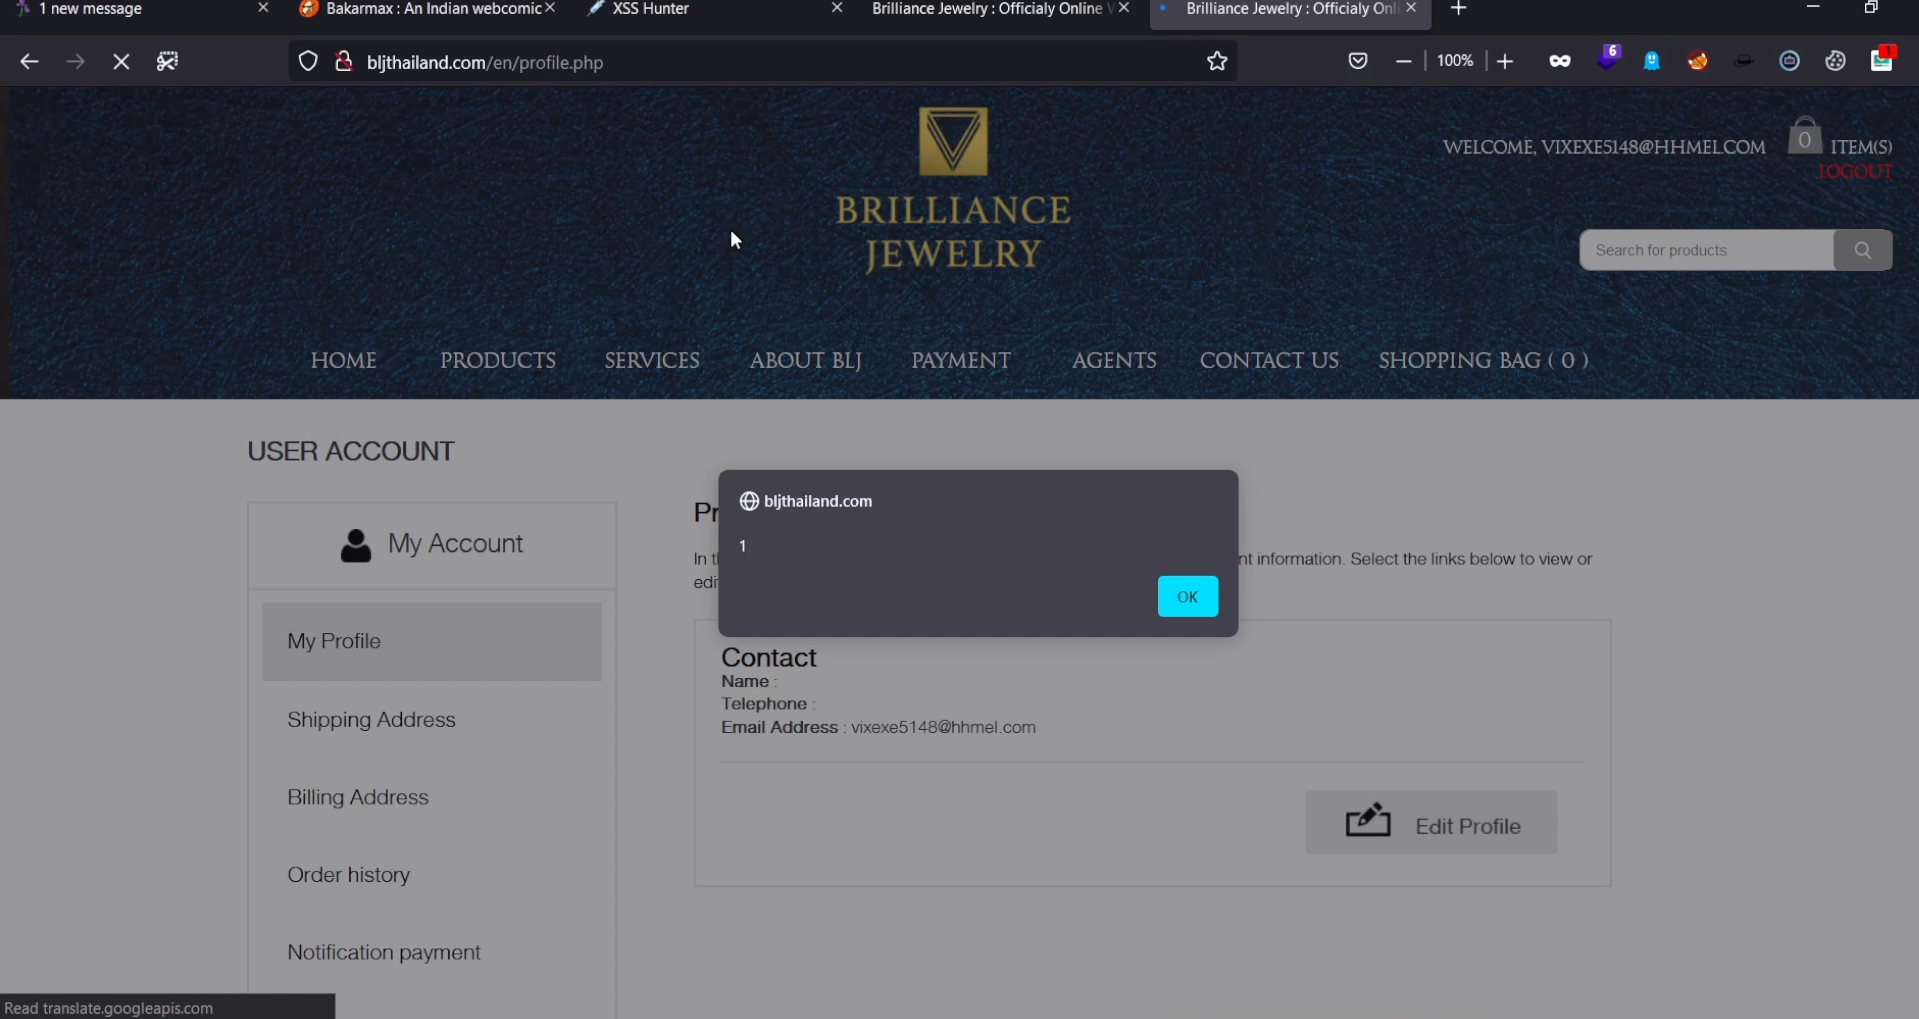 1 new message
Bakarmax : An Indian webcomic
XSS Hunter
Brilliance Jewelry : Officialy Online
Brilliance Jewelry : Officialy Onli
bljthailand.com/en/profile.php
100%
6
1
BRILLIANCE
JEWELRY
WELCOME, VIXEXE5148@HHMEL.COM
0
ITEM(S)
LOGOUT
Search for products
HOME PRODUCTS SERVICES ABOUT BLJ PAYMENT AGENTS CONTACT US SHOPPING BAG ( 0 )
USER ACCOUNT
My Account
My Profile
Shipping Address
Billing Address
Order history
Notification payment
Pr
In t
nt information. Select the links below to view or
edi
bljthailand.com
1
OK
Contact
Name :
Telephone :
Email Address : vixexe5148@hhmel.com
Edit Profile
Read translate.googleapis.com